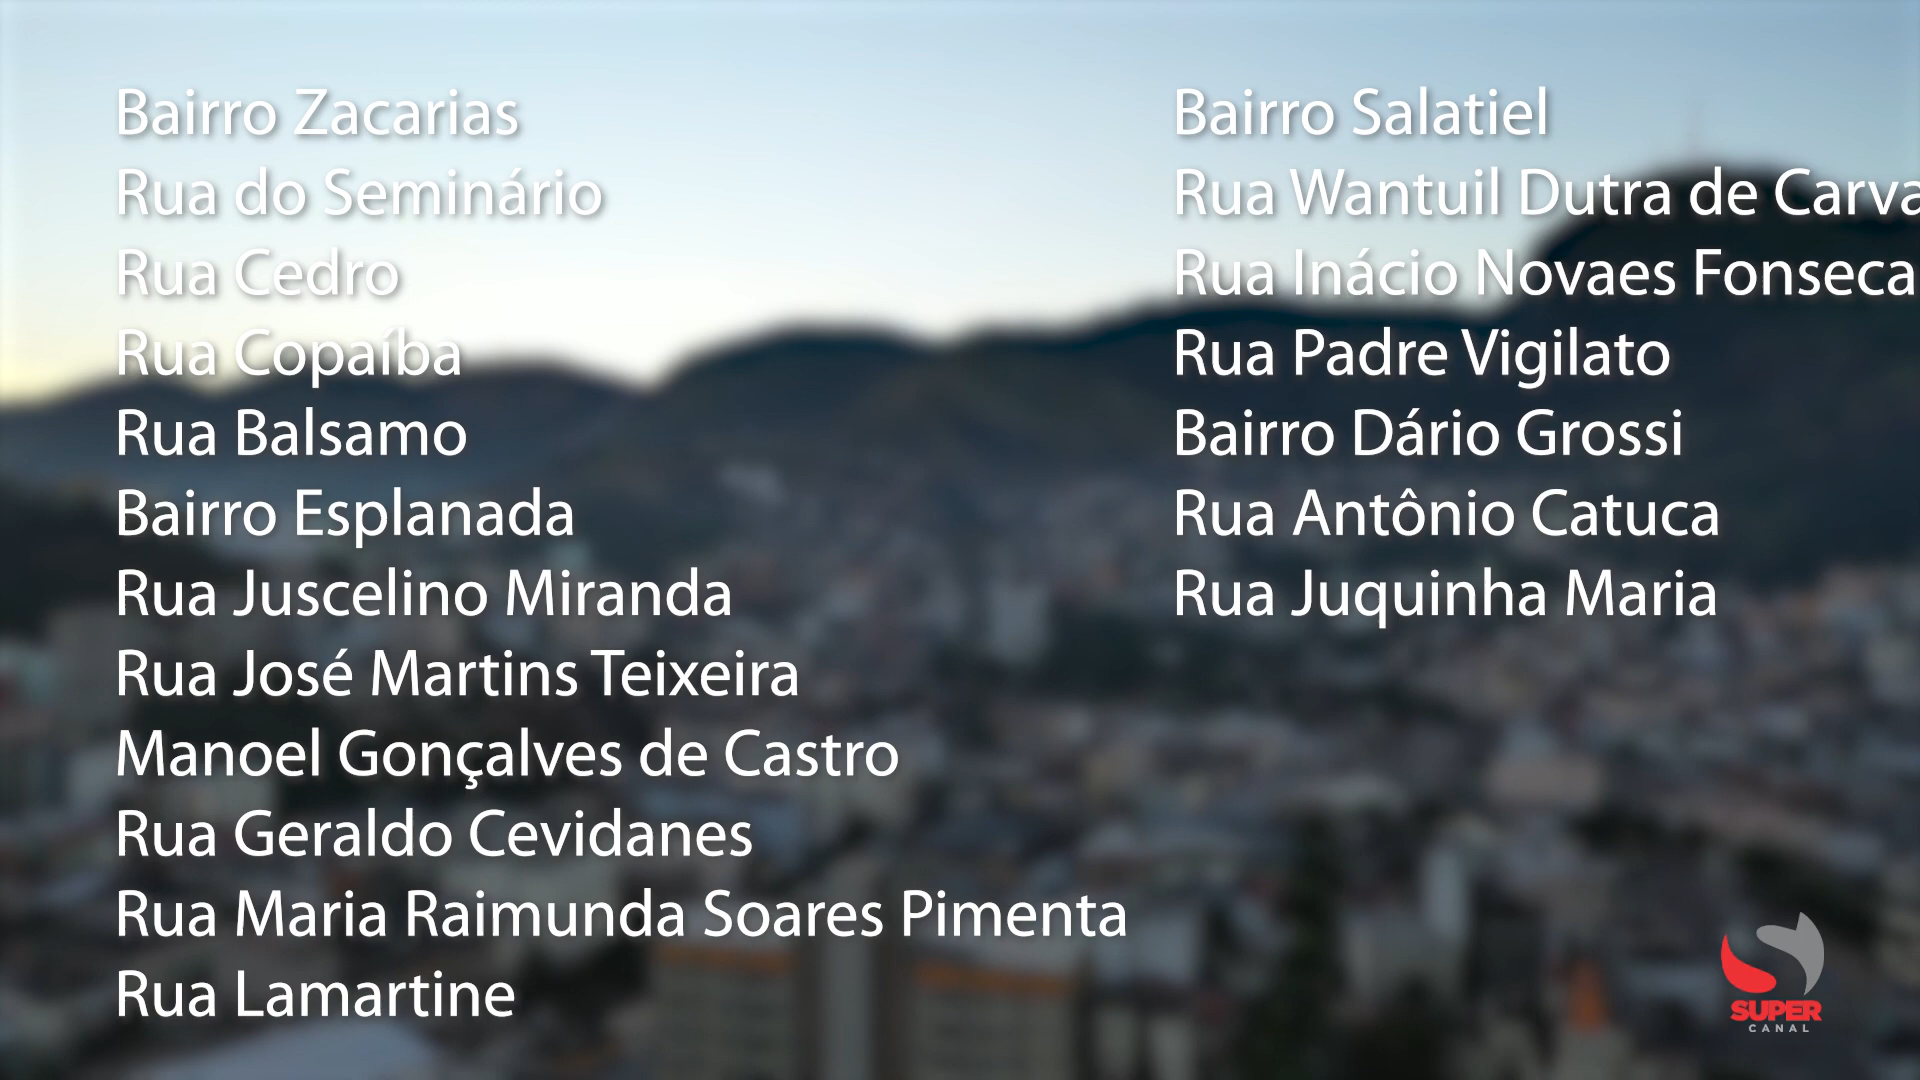 Bairro Zacarias
Rua do Seminário
Rua Cedro
Rua Copaíba
Rua Balsamo
Bairro Esplanada
Rua Juscelino Miranda
Rua José Martins Teixeira
Manoel Gonçalves de Castro
Rua Geraldo Cevidanes
Rua Maria Raimunda Soares Pimenta
Rua Lamartine
Bairro Salatiel
Rua Wantuil Dutra de
Rua Inácio Novaes Fonseca
Rua Padre Vigilato
Bairro Dário Grossi
Rua Antônio Catuca
Rua Juquinha Maria
SUPER
CANAL